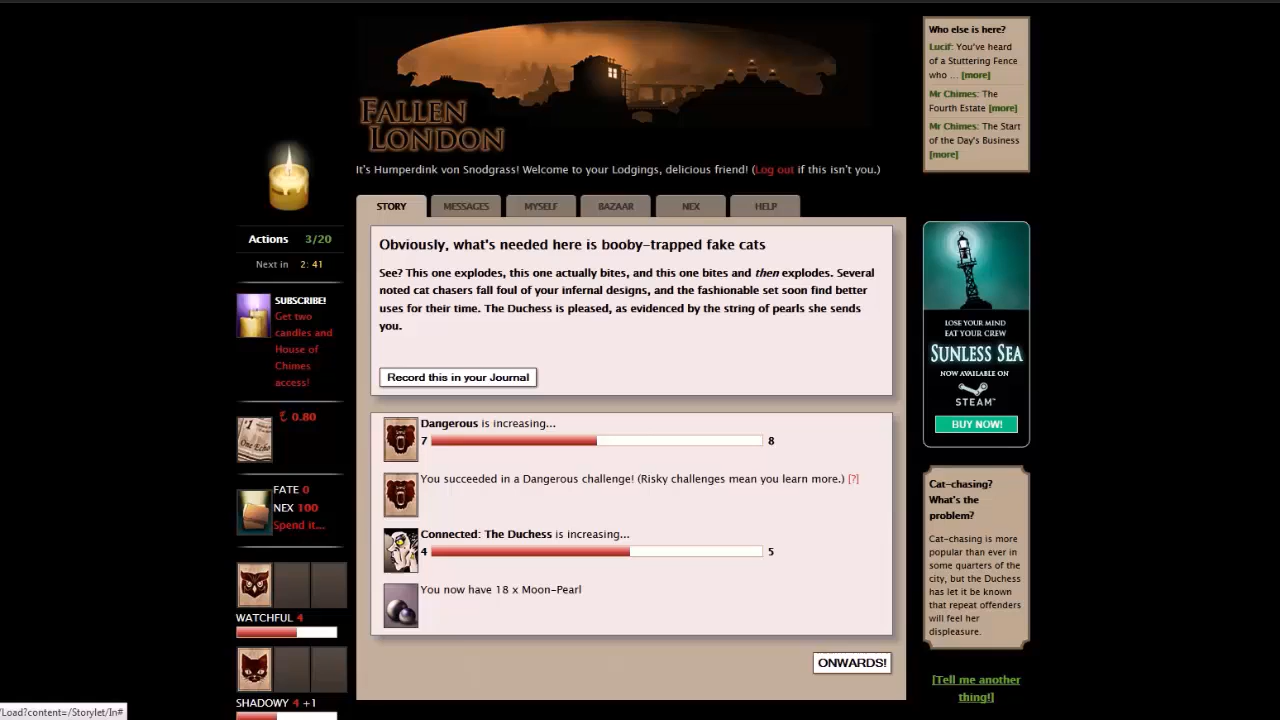 FALLEN
LONDON
It's Humperdink von Snodgrass! Welcome to your Lodgings, delicious friend! (Log out if this isn't you.)
Actions 3/20
Next in 2: 41
SUBSCRIBE!
Get two
candles and
House of
Chimes
access!
#1
One Echo
0.80
FATE 0
NEX 100
Spend it...
WATCHFUL 4
SHADOWY 4 +1
/Load?content=/Storylet/In#
STORY
MESSAGES
MYSELF
BAZAAR
NEX
HELP
Obviously, what's needed here is booby-trapped fake cats
See? This one explodes, this one actually bites, and this one bites and then explodes. Several
noted cat chasers fall foul of your infernal designs, and the fashionable set soon find better
uses for their time. The Duchess is pleased, as evidenced by the string of pearls she sends
you.
Record this in your Journal
Dangerous is increasing...
7 8
You succeeded in a Dangerous challenge! (Risky challenges mean you learn more.) [?]
Connected: The Duchess is increasing...
4 5
You now have 18 x Moon-Pearl
ONWARDS!
Who else is here?
Lucif: You've heard
of a Stuttering Fence
who ... [more]
Mr Chimes: The
Fourth Estate [more]
Mr Chimes: The Start
of the Day's Business
[more]
LOSE YOUR MIND
EAT YOUR CREW
SUNLESS SEA
NOW AVAILABLE ON
STEAM™
BUY NOW!
Cat-chasing?
What's the
problem?
Cat-chasing is more
popular than ever in
some quarters of the
city, but the Duchess
has let it be known
that repeat offenders
will feel her
displeasure.
[Tell me another
thing!]